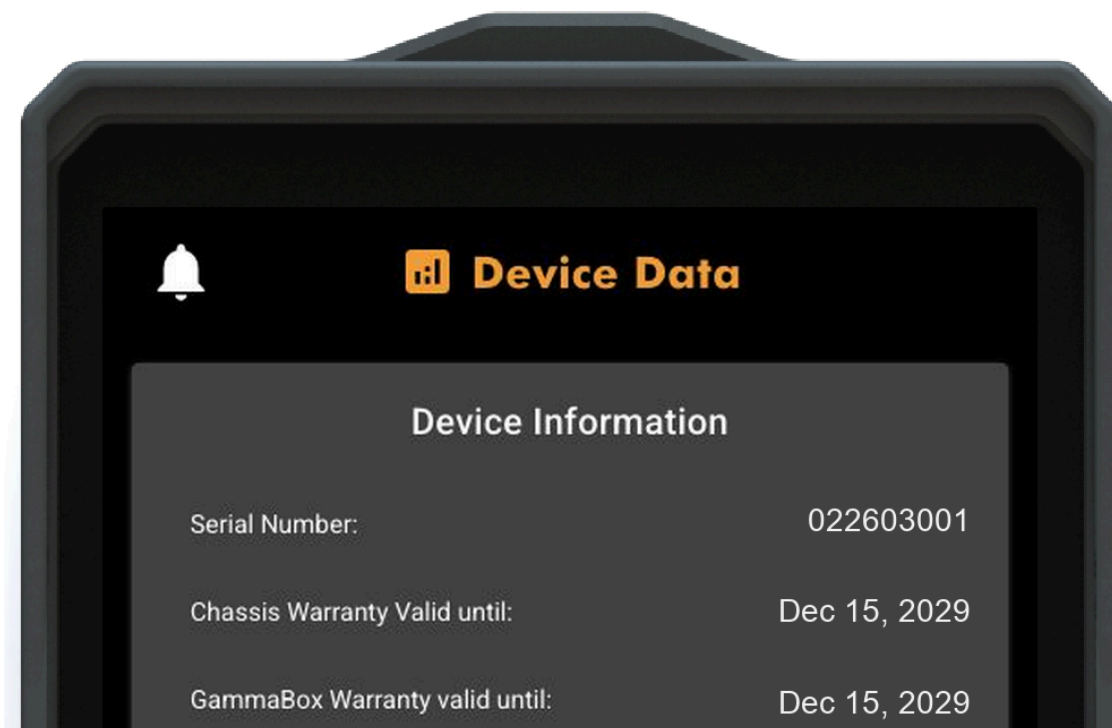 Device Data
Device Information
Serial Number: 022603001
Chassis Warranty Valid until: Dec 15, 2029
GammaBox Warranty valid until: Dec 15, 2029